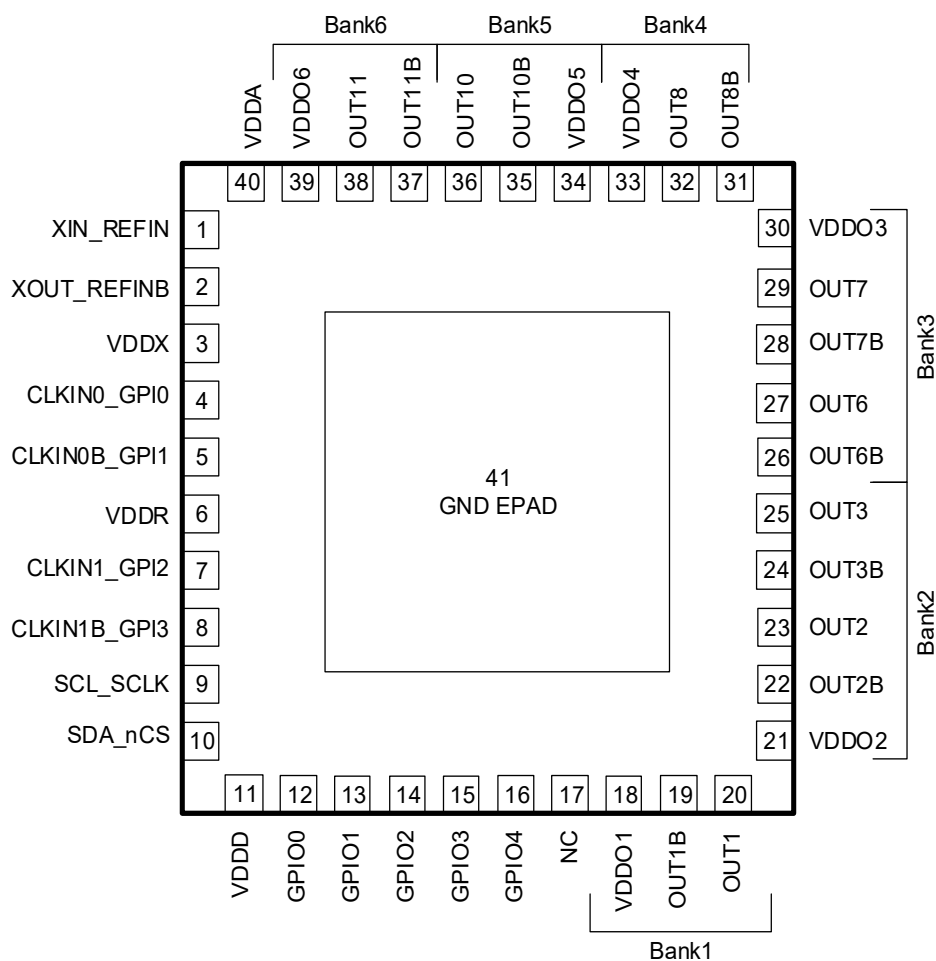 Bank6
Bank5
Bank4
VDDA
VDDO6
OUT11
OUT11B
OUT10
OUT10B
VDDO5
VDDO4
OUT8
OUT8B
40
39
38
37
36
35
34
33
32
31
XIN_REFIN 1
XOUT_REFINB 2
VDDX 3
CLKIN0_GPI0 4
CLKIN0B_GPI1 5
VDDR 6
CLKIN1_GPI2 7
CLKIN1B_GPI3 8
SCL_SCLK 9
SDA_nCS 10
41
GND EPAD
30 VDDO3
29 OUT7
28 OUT7B
27 OUT6
26 OUT6B
25 OUT3
24 OUT3B
23 OUT2
22 OUT2B
21 VDDO2
Bank3
Bank2
11
12
13
14
15
16
17
18
19
20
VDDD
GPIO0
GPIO1
GPIO2
GPIO3
GPIO4
NC
VDDO1
OUT1B
OUT1
Bank1